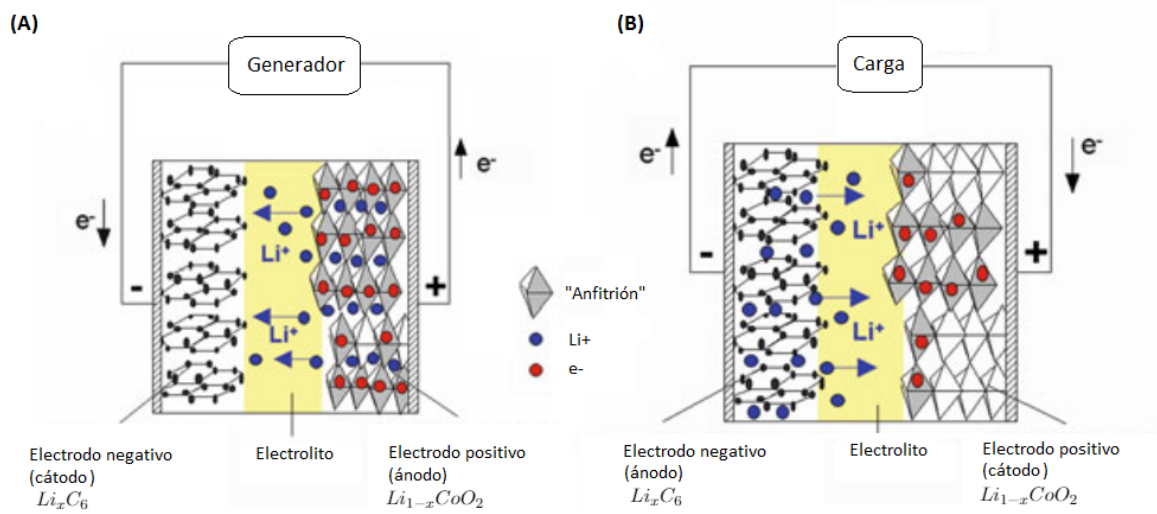 (A)
Generador
e-
e-
Li+
Li+
-
+
Electrodo negativo
(cátodo)
LixC6
Electrolito
Electrodo positivo
(ánodo)
Li1-xCoO2
"Anfitrión"
Li+
e-
(B)
Carga
e-
e-
Li+
Li+
-
+
Electrodo negativo
(ánodo)
LixC6
Electrolito
Electrodo positivo
(cátodo)
Li1-xCoO2